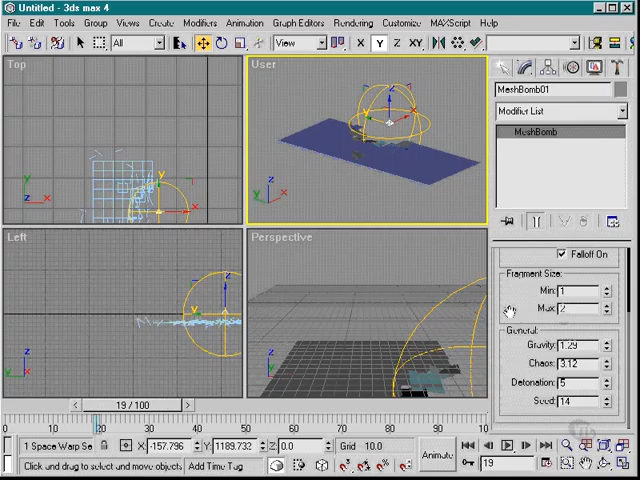 Untitled - 3ds max 4
File Edit Tools Group Views Create Modifiers Animation Graph Editors Rendering Customize MAXScript Help
All View X Y Z XY
Top
y
z x
y
x
User
z
y x
z
y x
MeshBomb01
Modifier List
MeshBomb
Falloff On
Fragment Size:
Min: 1
Max: 2
General:
Gravity: 1.29
Chaos: 3.12
Detonation: 5
Seed: 14
Left
z
y
z
y x
Perspective
z
x
< 19 / 100 >
0 10 20 30 40 50 60 70 80 90 100
1 Space Warp Se X: -157.796 Y: 1189.732 Z: 0.0 Grid 10.0
Click and drag to select and move objects Add Time Tag
Animate
19